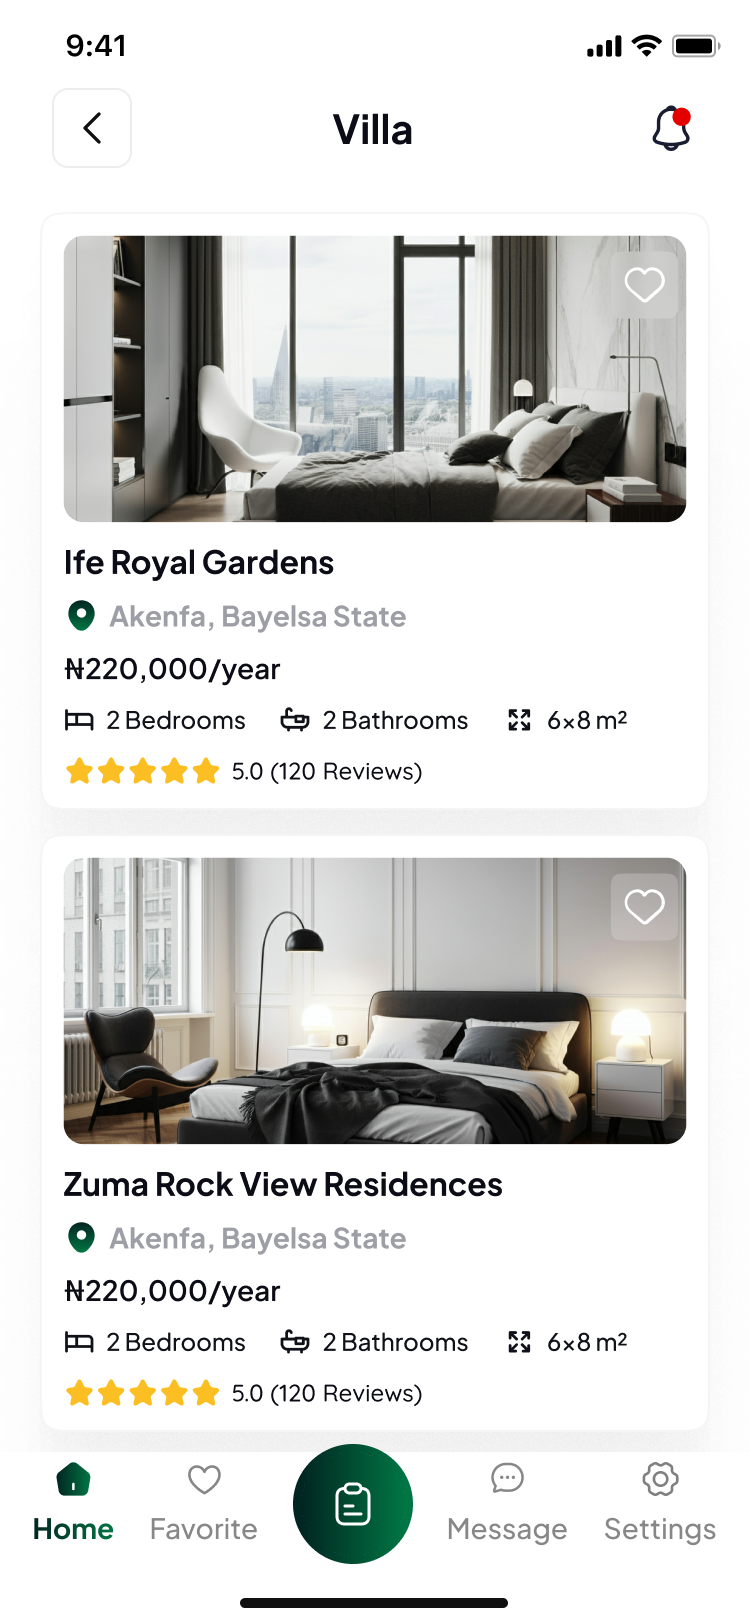 9:41
Villa
Ife Royal Gardens
Akenfa, Bayelsa State
₦220,000/year
2 Bedrooms 2 Bathrooms 6×8 m²
5.0 (120 Reviews)
Zuma Rock View Residences
Akenfa, Bayelsa State
₦220,000/year
2 Bedrooms 2 Bathrooms 6×8 m²
5.0 (120 Reviews)
Home Favorite Message Settings